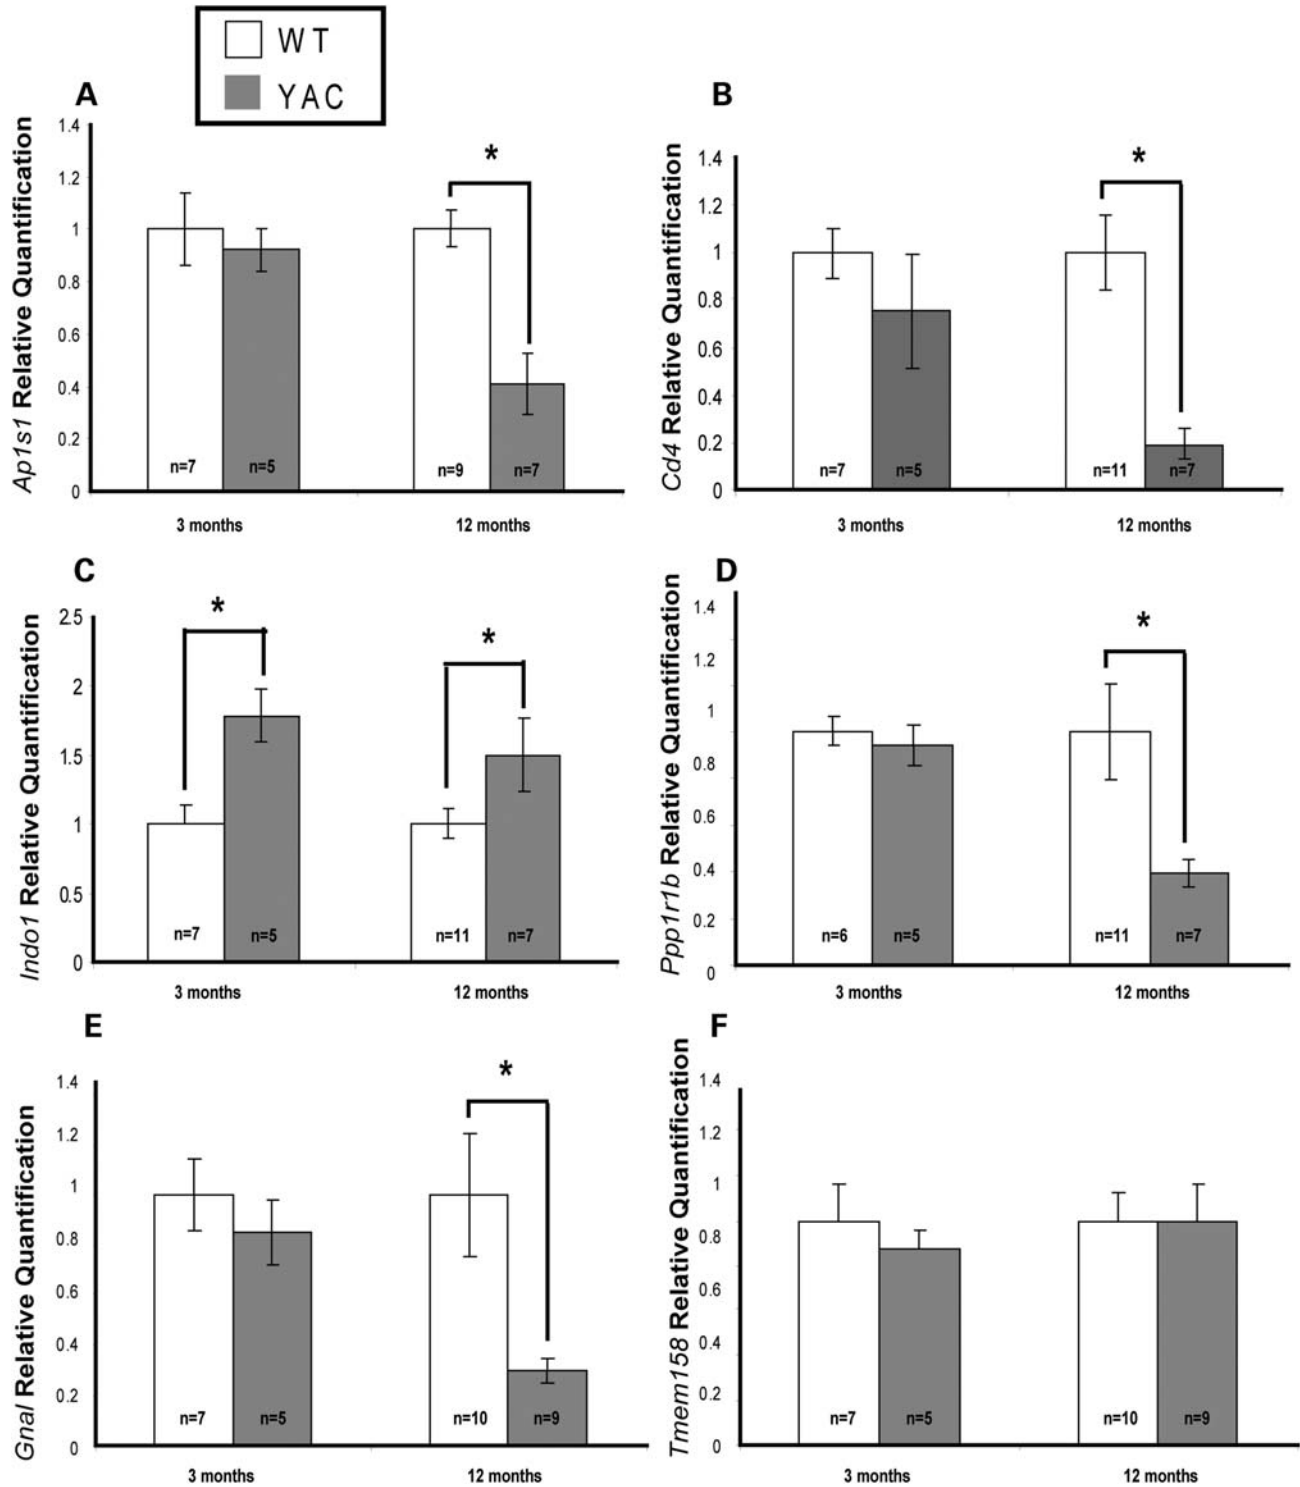 WT
YAC
A
Ap1s1 Relative Quantification
1.4
1.2
1
0.8
0.6
0.4
0.2
0
*
n=7
n=5
n=9
n=7
3 months
12 months
B
Cd4 Relative Quantification
1.4
1.2
1
0.8
0.6
0.4
0.2
0
*
n=7
n=5
n=11
n=7
3 months
12 months
C
Indo1 Relative Quantification
2.5
2
1.5
1
0.5
0
*
*
n=7
n=5
n=11
n=7
3 months
12 months
D
Ppp1r1b Relative Quantification
1.4
1.2
1
0.8
0.6
0.4
0.2
0
*
n=6
n=5
n=11
n=7
3 months
12 months
E
Gnal Relative Quantification
1.4
1.2
1
0.8
0.6
0.4
0.2
0
*
n=7
n=5
n=10
n=9
3 months
12 months
F
Tmem158 Relative Quantification
1.4
1.2
1
0.8
0.6
0.4
0.2
0
n=7
n=5
n=10
n=9
3 months
12 months